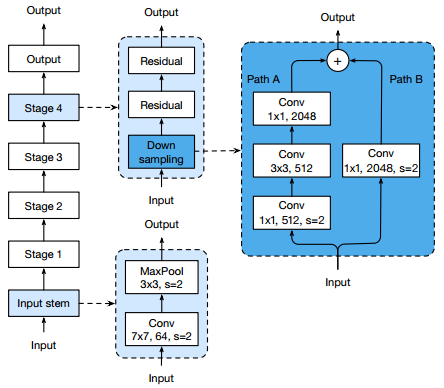 Output
Output
Stage 4
Stage 3
Stage 2
Stage 1
Input stem
Input
Output
Residual
Residual
Down
sampling
Input
Output
MaxPool
3x3, s=2
Conv
7x7, 64, s=2
Input
Output
+
Path A
Path B
Conv
1x1, 2048
Conv
3x3, 512
Conv
1x1, 512, s=2
Conv
1x1, 2048, s=2
Input